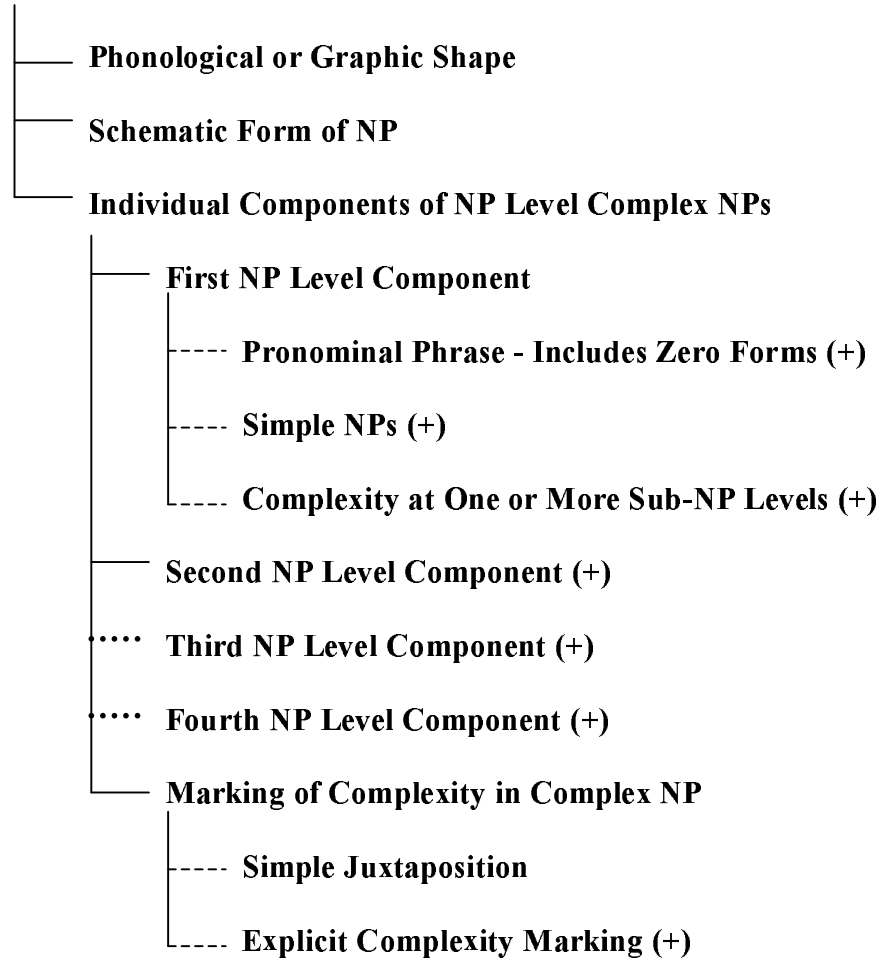 Phonological or Graphic Shape
Schematic Form of NP
Individual Components of NP Level Complex NPs
First NP Level Component
Pronominal Phrase - Includes Zero Forms (+)
Simple NPs (+)
Complexity at One or More Sub-NP Levels (+)
Second NP Level Component (+)
Third NP Level Component (+)
Fourth NP Level Component (+)
Marking of Complexity in Complex NP
Simple Juxtaposition
Explicit Complexity Marking (+)